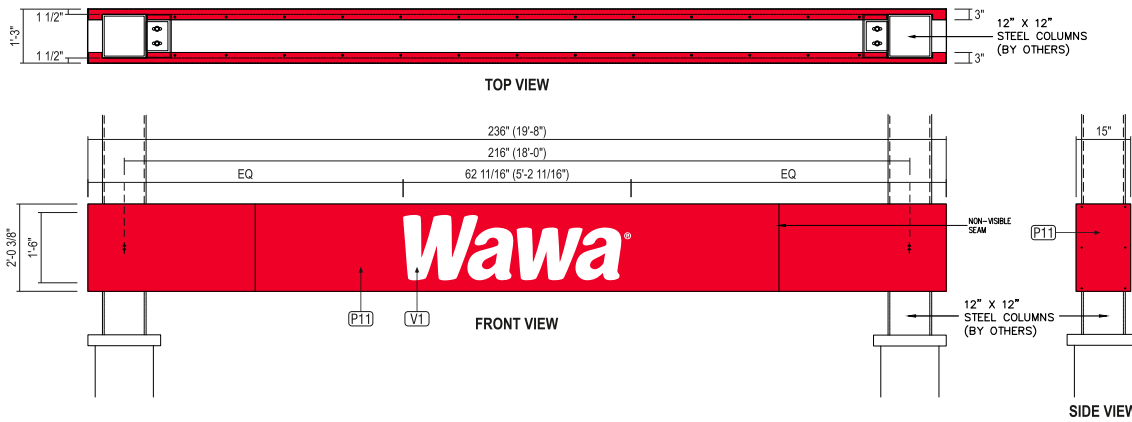 1 1/2"
1'-3"
1 1/2"
3"
3"
12" X 12"
STEEL COLUMNS
(BY OTHERS)
TOP VIEW
236" (19'-8")
216" (18'-0")
EQ
62 11/16" (5'-2 11/16")
EQ
15"
2'-0 3/8"
1'-6"
Wawa®
NON-VISIBLE
SEAM
P11
P11
V1
FRONT VIEW
12" X 12"
STEEL COLUMNS
(BY OTHERS)
SIDE VIEW